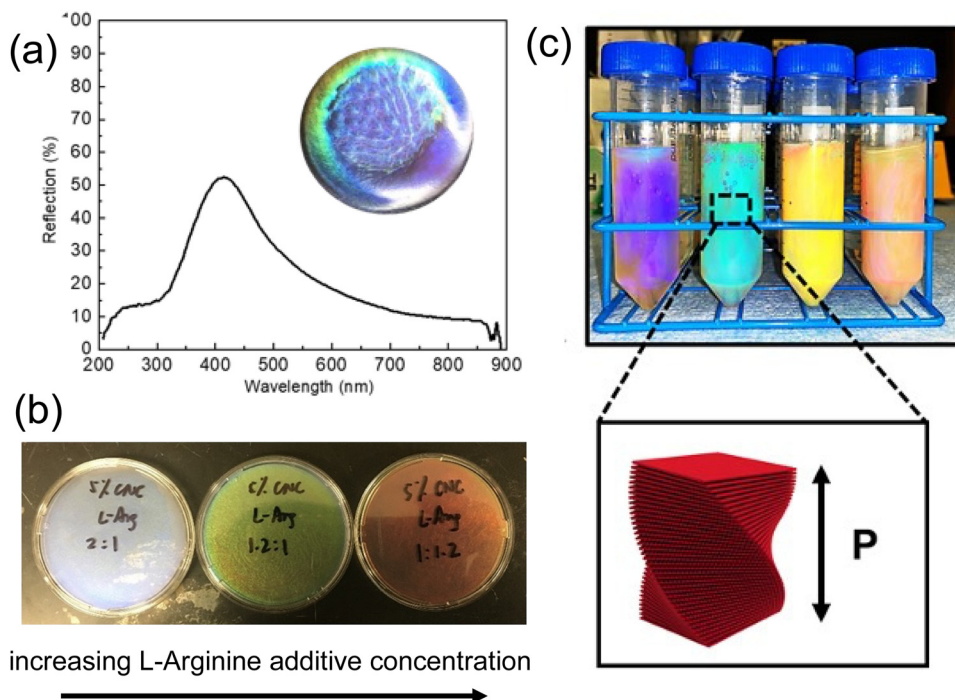 (a)
100
90
80
70
60
50
40
30
20
10
0
Reflection (%)
200 300 400 500 600 700 800 900
Wavelength (nm)
(b)
5% CNC
L-Arg
2:1
5% CNC
L-Arg
1.2:1
5% CNC
L-Arg
1:1.2
increasing L-Arginine additive concentration
(c)
P